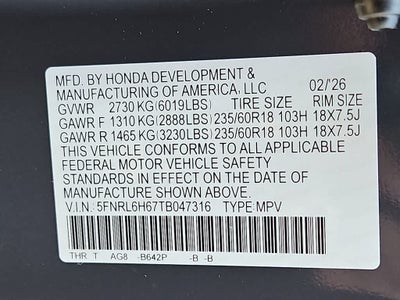 MFD. BY HONDA DEVELOPMENT &
MANUFACTURING OF AMERICA, LLC 02/26
GVWR 2730 KG (6019LBS) TIRE SIZE RIM SIZE
GAWR F 1310 KG (2888LBS) 235/60R18 103H 18X7.5J
GAWR R 1465 KG (3230LBS) 235/60R18 103H 18X7.5J
THIS VEHICLE CONFORMS TO ALL APPLICABLE
FEDERAL MOTOR VEHICLE SAFETY STANDARDS
IN EFFECT ON THE DATE OF
MANUFACTURE SHOWN ABOVE.
V.I.N: 5FNRL6H67TB047316 TYPE: MPV
THR T AG8 -B642P -B -B